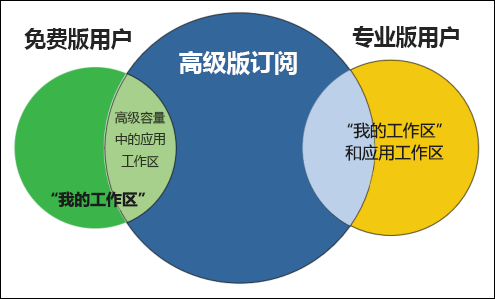 免费版用户
高级版订阅
专业版用户
高级容量
中的应用
工作区
“我的工作区”
“我的工作区”
和应用工作区